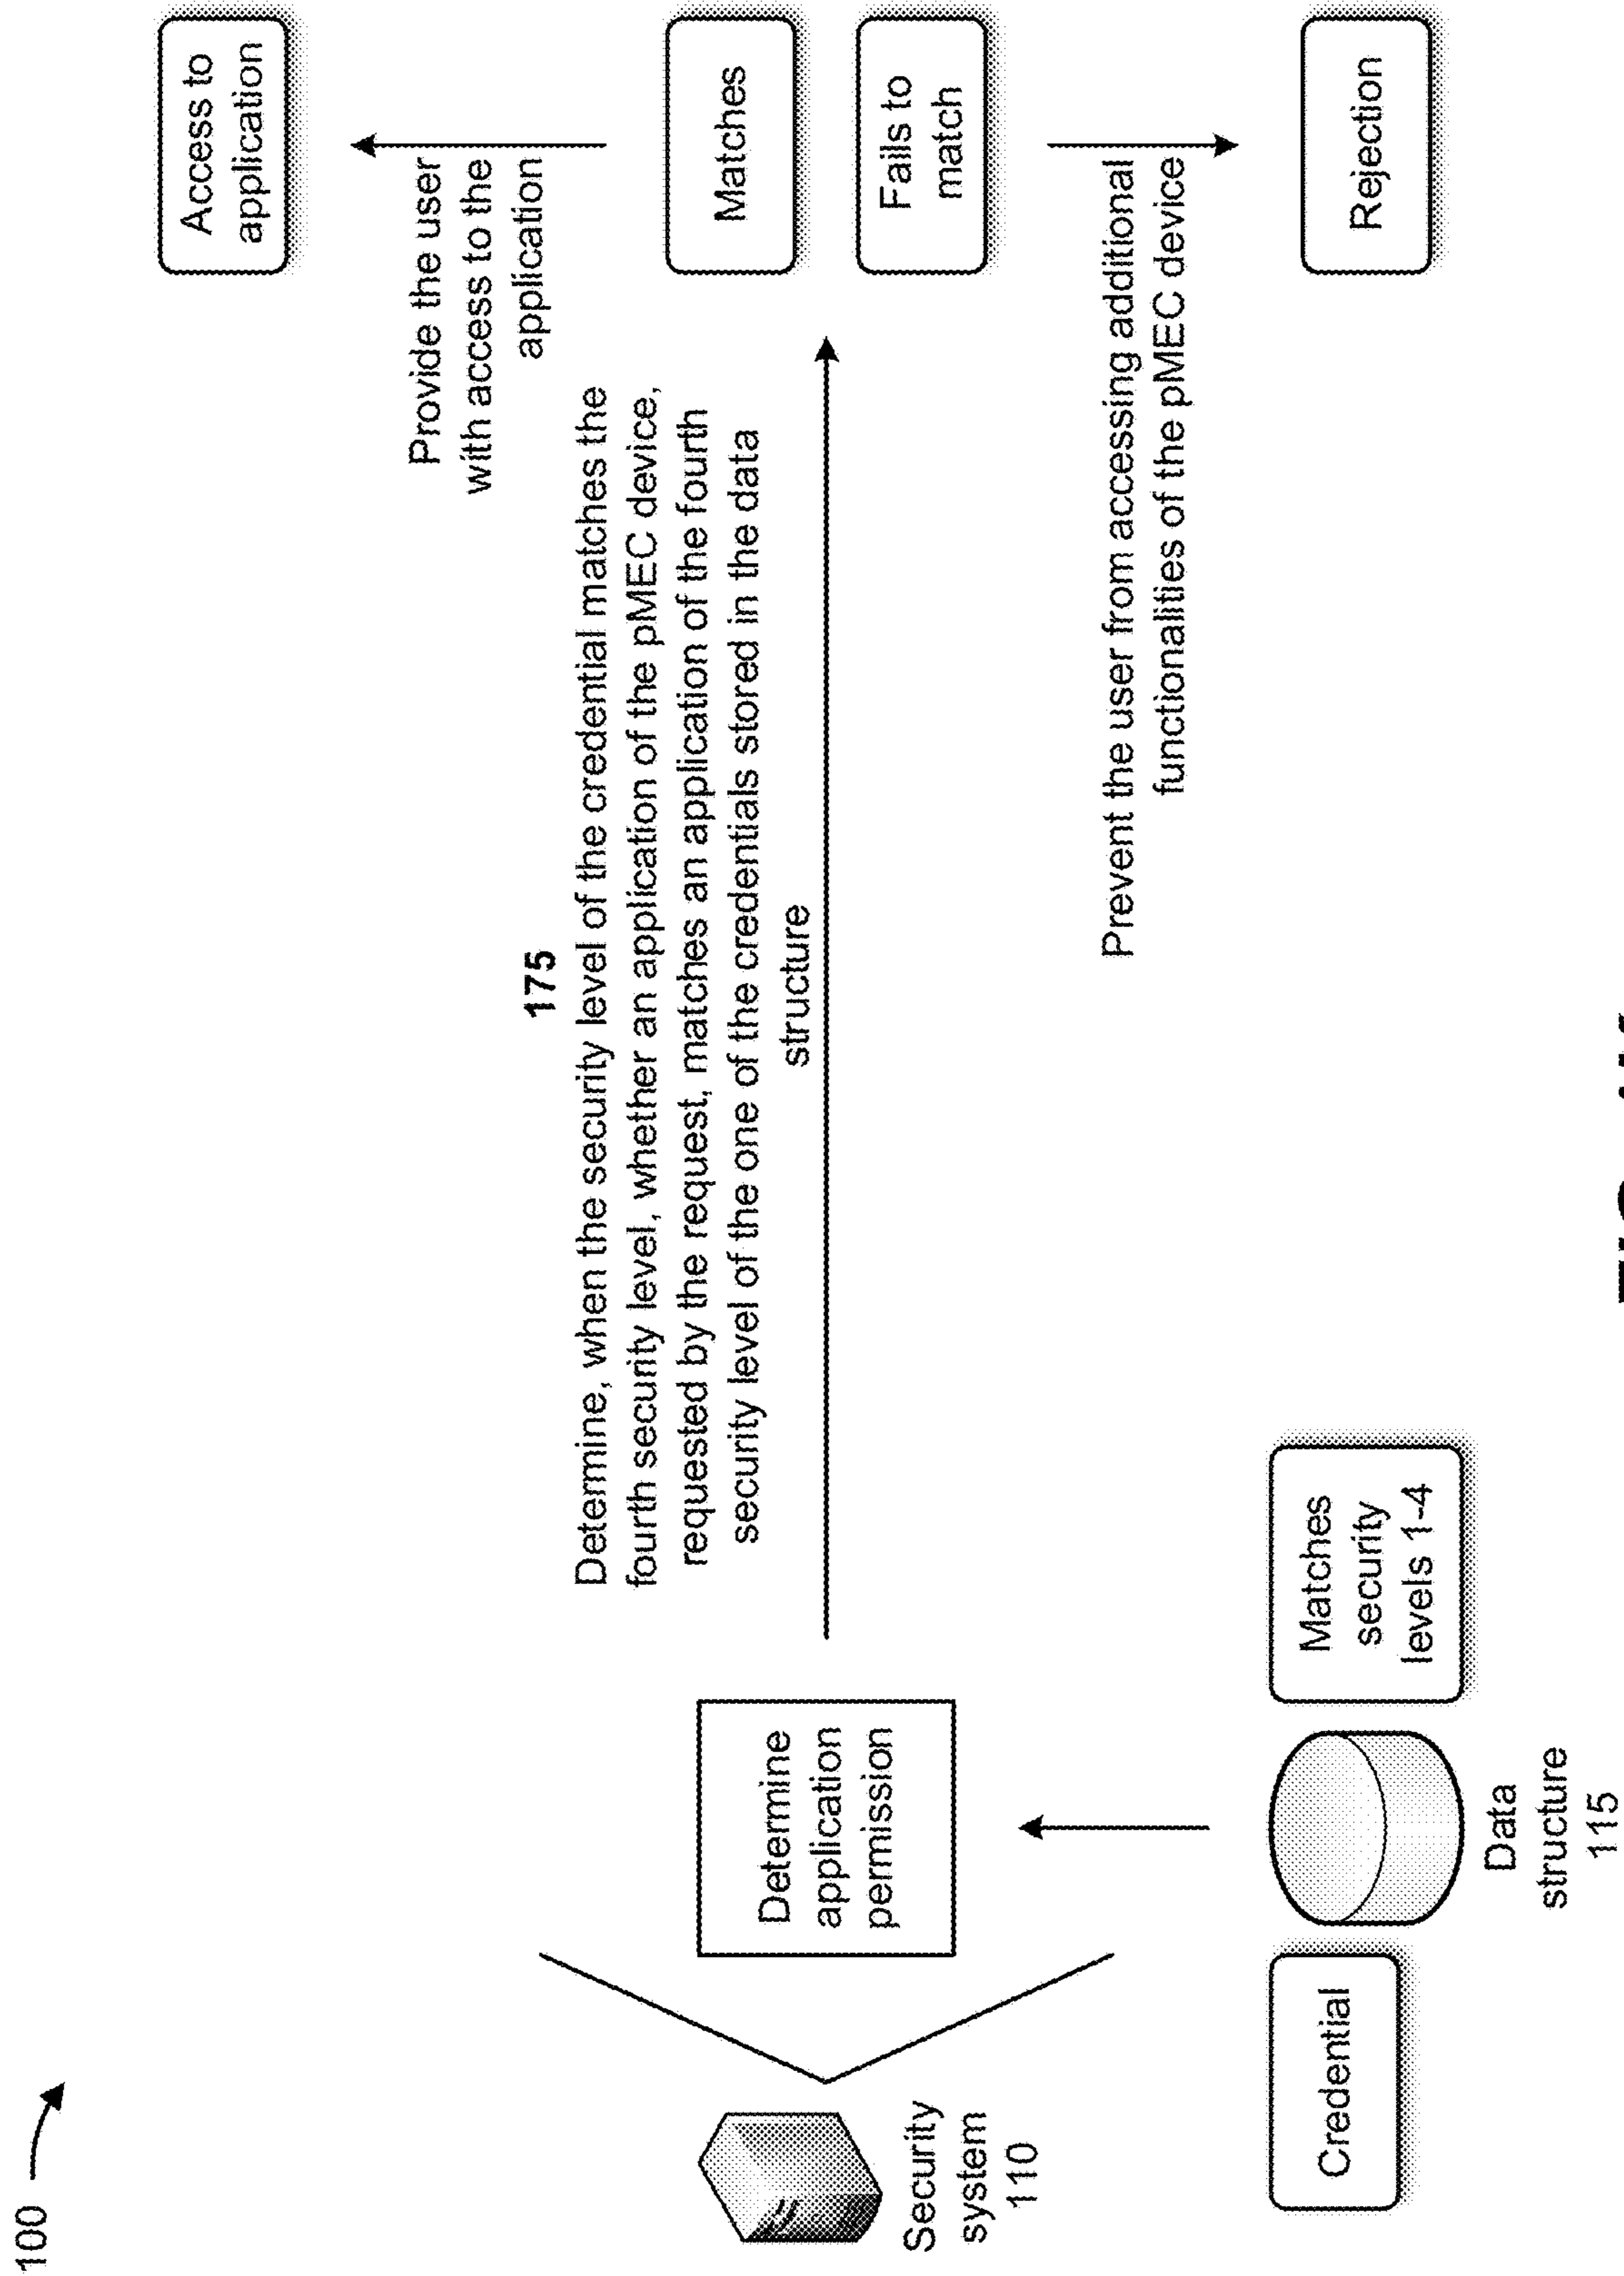 100
175
Determine, when the security level of the credential matches the
fourth security level, whether an application of the pMEC device,
requested by the request, matches an application of the fourth
security level of the one of the credentials stored in the data
structure
Security
system
110
Determine
application
permission
Credential
Data
structure
115
Matches
security
levels 1-4
Provide the user
with access to the
application
Access to
application
Matches
Fails to
match
Prevent the user from accessing additional
functionalities of the pMEC device
Rejection